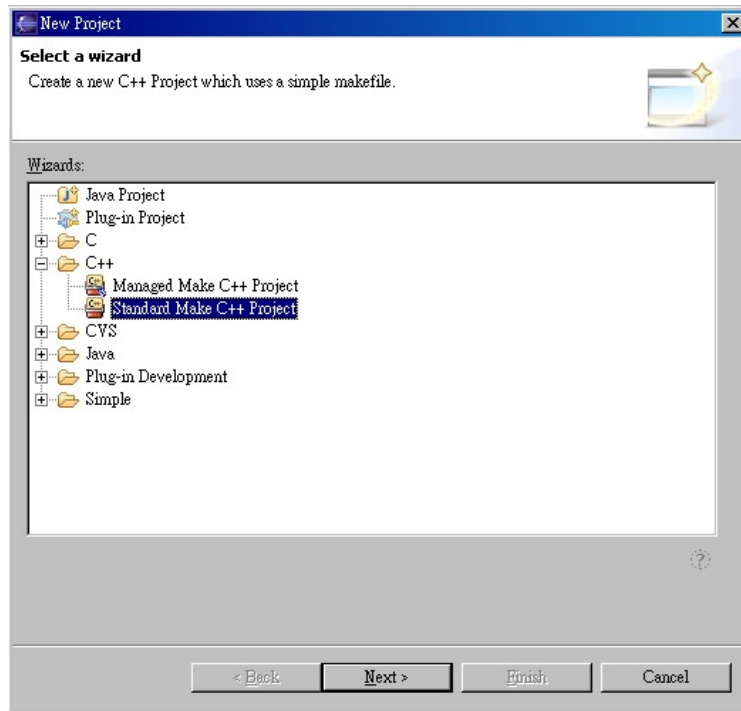 New Project
Select a wizard
Create a new C++ Project which uses a simple makefile.
Wizards:
Java Project
Plug-in Project
C
C++
Managed Make C++ Project
Standard Make C++ Project
CVS
Java
Plug-in Development
Simple
?
< Back
Next >
Finish
Cancel